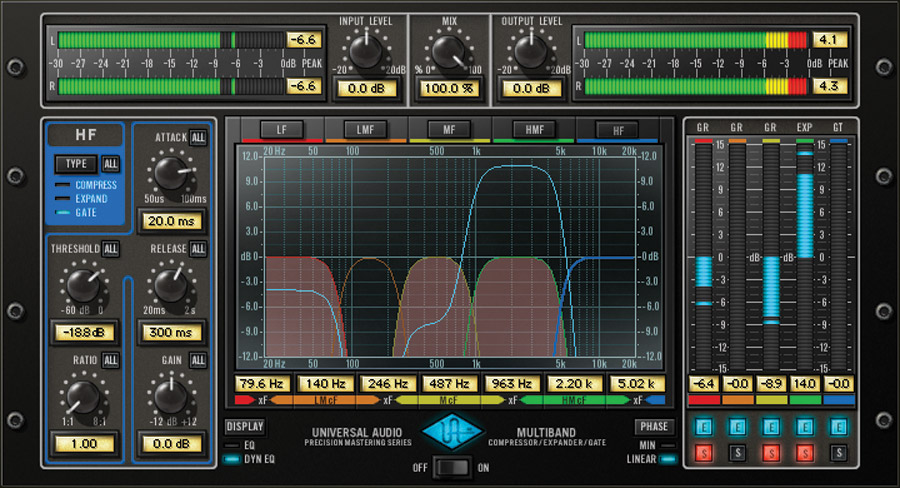 INPUT LEVEL MIX OUTPUT LEVEL
L -6.6 4.1
-30 -27 -24 -21 -18 -15 -12 -9 -6 -3 0dB PEAK
R -6.6
-20 20dB
0.0 dB
% 0 100
100.0 %
-20 20dB
0.0 dB
-30 -27 -24 -21 -18 -15 -12 -9 -6 -3 0dB PEAK
R 4.3
HF
TYPE ALL
COMPRESS
EXPAND
GATE
ATTACK ALL
50us 100ms
20.0 ms
THRESHOLD ALL
-60 dB 0
-18.8dB
RELEASE ALL
20ms 2s
300 ms
RATIO ALL
1:1 8:1
1.00
GAIN ALL
-12 dB +12
0.0 dB
LF LMF MF HMF HF
12.0 20 Hz 50 100 500 1k 5k 10k 20k 12.0
9.0 9.0
6.0 6.0
3.0 3.0
dB 0 0 dB
-3.0 -3.0
-6.0 -6.0
-9.0 -9.0
-12.0 20 Hz 50 100 500 1k 5k 10k 20k -12.0
79.6 Hz 140 Hz 246 Hz 487 Hz 963 Hz 2.20 k 5.02 k
xF LMcF xF McF xF HMcF xF
DISPLAY
EQ
DYN EQ
UNIVERSAL AUDIO
PRECISION MASTERING SERIES
MULTIBAND
COMPRESSOR/EXPANDER/GATE
OFF ON
PHASE
MIN
LINEAR
GR GR GR EXP GT
15 15
12 12
9 9
6 6
3 3
0 dB dB 0
-3 -3
-6 -6
-9 -9
-12 -12
-15 -15
-6.4 -0.0 -8.9 14.0 -0.0
E E E E E
S S S S S